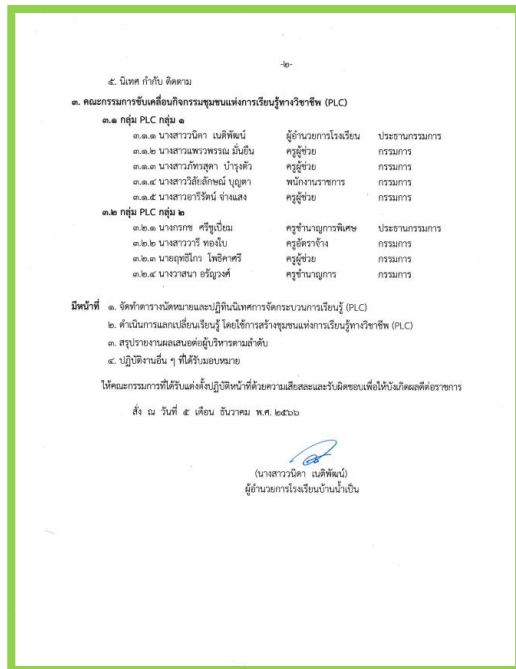 -๒-
๕. นิเทศ กำกับ ติดตาม
๓. คณะกรรมการขับเคลื่อนกิจกรรมชุมชนแห่งการเรียนรู้ทางวิชาชีพ (PLC)
๓.๑ กลุ่ม PLC กลุ่ม ๑
๓.๑.๑ นางสาววนิดา เนติพัฒน์ ผู้อำนวยการโรงเรียน ประธานกรรมการ
๓.๑.๒ นางสาวแพรวพรรณ มั่นยืน ครูผู้ช่วย กรรมการ
๓.๑.๓ นางสาวภัทรสุดา บำรุงตัว ครูผู้ช่วย กรรมการ
๓.๑.๔ นางสาววิลัยลักษณ์ บุญตา พนักงานราชการ กรรมการ
๓.๑.๕ นางสาวอารีรัตน์ จ่างแสง ครูผู้ช่วย กรรมการ
๓.๒ กลุ่ม PLC กลุ่ม ๒
๓.๒.๑ นางกรกช ศรีชูเปี่ยม ครูชำนาญการพิเศษ ประธานกรรมการ
๓.๒.๒ นางสาววารี ทองใบ ครูอัตราจ้าง กรรมการ
๓.๒.๓ นายฤทธิไกร โพธิคาศรี ครูผู้ช่วย กรรมการ
๓.๒.๔ นางวาสนา อรัญวงศ์ ครูชำนาญการ กรรมการ
มีหน้าที่ ๑. จัดทำตารางนัดหมายและปฏิทินนิเทศการจัดกระบวนการเรียนรู้ (PLC)
๒. ดำเนินการแลกเปลี่ยนเรียนรู้ โดยใช้การสร้างชุมชนแห่งการเรียนรู้ทางวิชาชีพ (PLC)
๓. สรุปรายงานผลเสนอต่อผู้บริหารตามลำดับ
๔. ปฏิบัติงานอื่น ๆ ที่ได้รับมอบหมาย
ให้คณะกรรมการที่ได้รับแต่งตั้งปฏิบัติหน้าที่ด้วยความเสียสละและรับผิดชอบเพื่อให้บังเกิดผลดีต่อราชการ
สั่ง ณ วันที่ ๕ เดือน ธันวาคม พ.ศ. ๒๕๖๖
(นางสาววนิดา เนติพัฒน์)
ผู้อำนวยการโรงเรียนบ้านน้ำเป็น